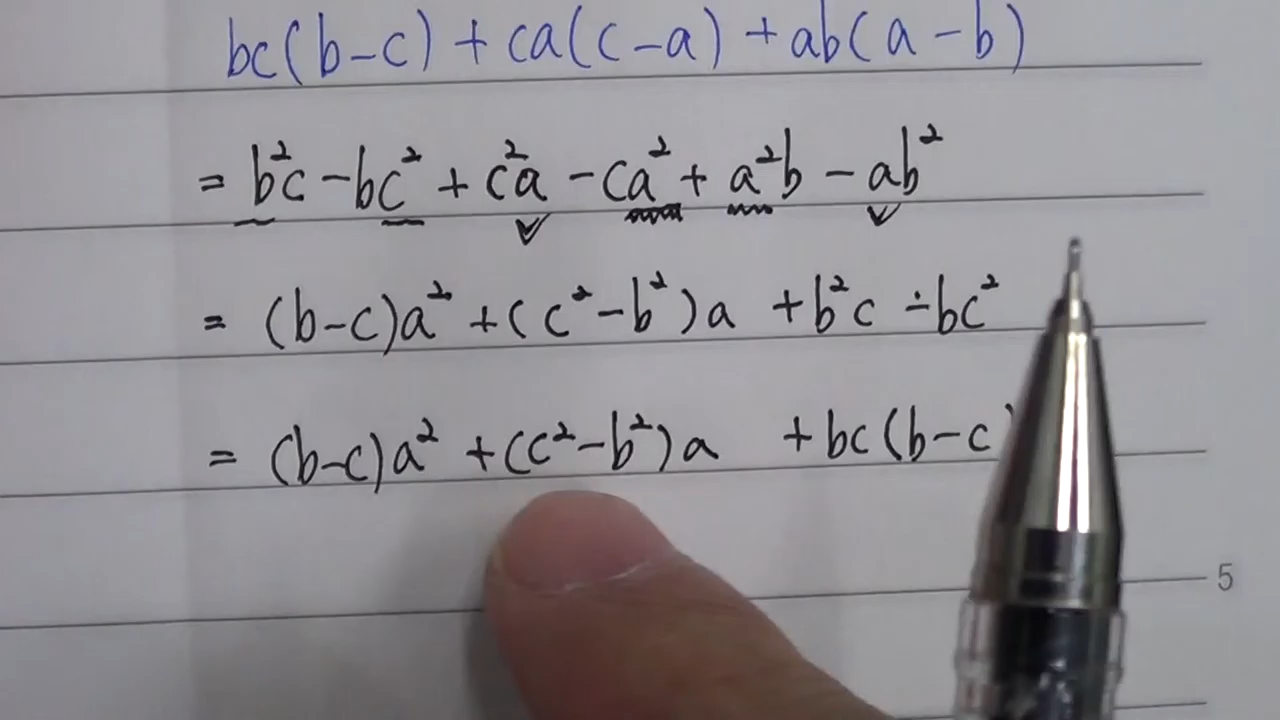 bc(b-c)+ca(c-a)+ab(a-b)
= b²c-bc²+c²a-ca²+a²b-ab²
= (b-c)a²+(c²-b²)a +b²c-bc²
= (b-c)a²+(c²-b²)a +bc(b-c)
5